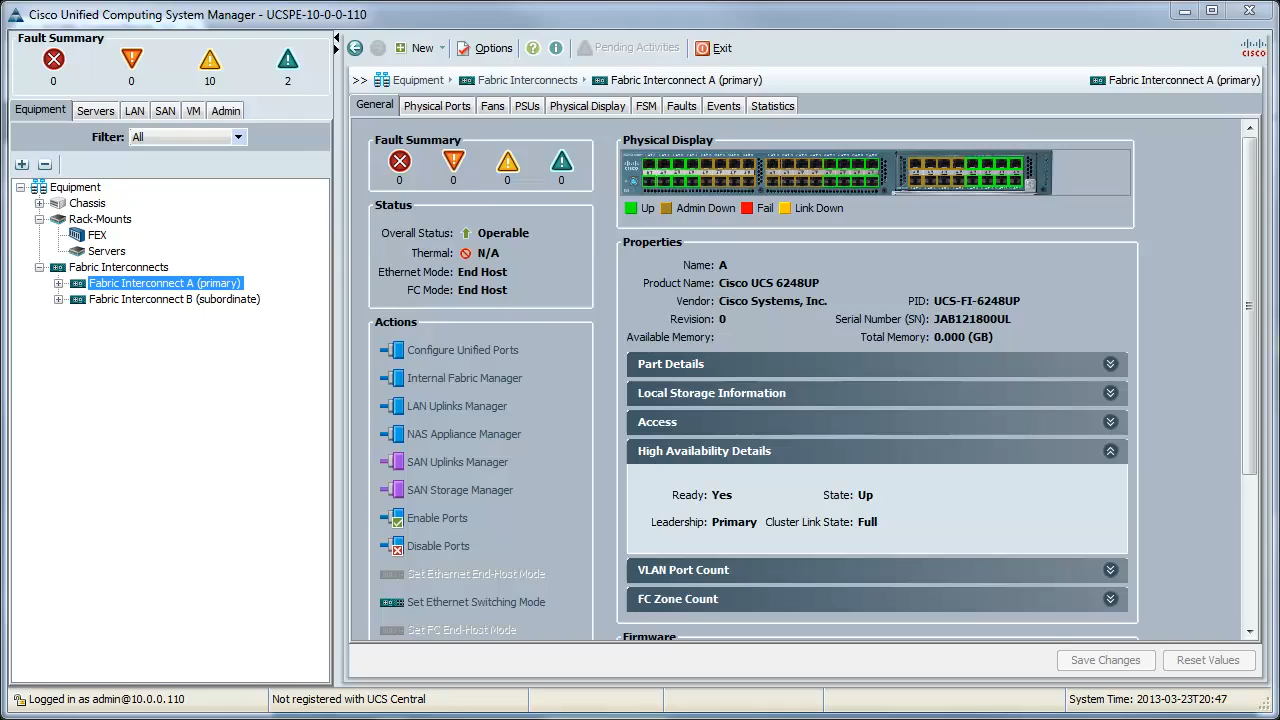 Cisco Unified Computing System Manager - UCSPE-10-0-0-110
Fault Summary
0 0 10 2
New Options Pending Activities Exit
CISCO
>> Equipment Fabric Interconnects Fabric Interconnect A (primary) Fabric Interconnect A (primary)
Equipment Servers LAN SAN VM Admin
Filter: All
Equipment
Chassis
Rack-Mounts
FEX
Servers
Fabric Interconnects
Fabric Interconnect A (primary)
Fabric Interconnect B (subordinate)
General Physical Ports Fans PSUs Physical Display FSM Faults Events Statistics
Fault Summary
0 0 0 0
Status
Overall Status: Operable
Thermal: N/A
Ethernet Mode: End Host
FC Mode: End Host
Actions
Configure Unified Ports
Internal Fabric Manager
LAN Uplinks Manager
NAS Appliance Manager
SAN Uplinks Manager
SAN Storage Manager
Enable Ports
Disable Ports
Set Ethernet End-Host Mode
Set Ethernet Switching Mode
Set FC End-Host Mode
Physical Display
Up Admin Down Fail Link Down
Properties
Name: A
Product Name: Cisco UCS 6248UP
Vendor: Cisco Systems, Inc. PID: UCS-FI-6248UP
Revision: 0 Serial Number (SN): JAB121800UL
Available Memory: Total Memory: 0.000 (GB)
Part Details
Local Storage Information
Access
High Availability Details
Ready: Yes State: Up
Leadership: Primary Cluster Link State: Full
VLAN Port Count
FC Zone Count
Firmware
Save Changes Reset Values
Logged in as admin@10.0.0.110 Not registered with UCS Central System Time: 2013-03-23T20:47